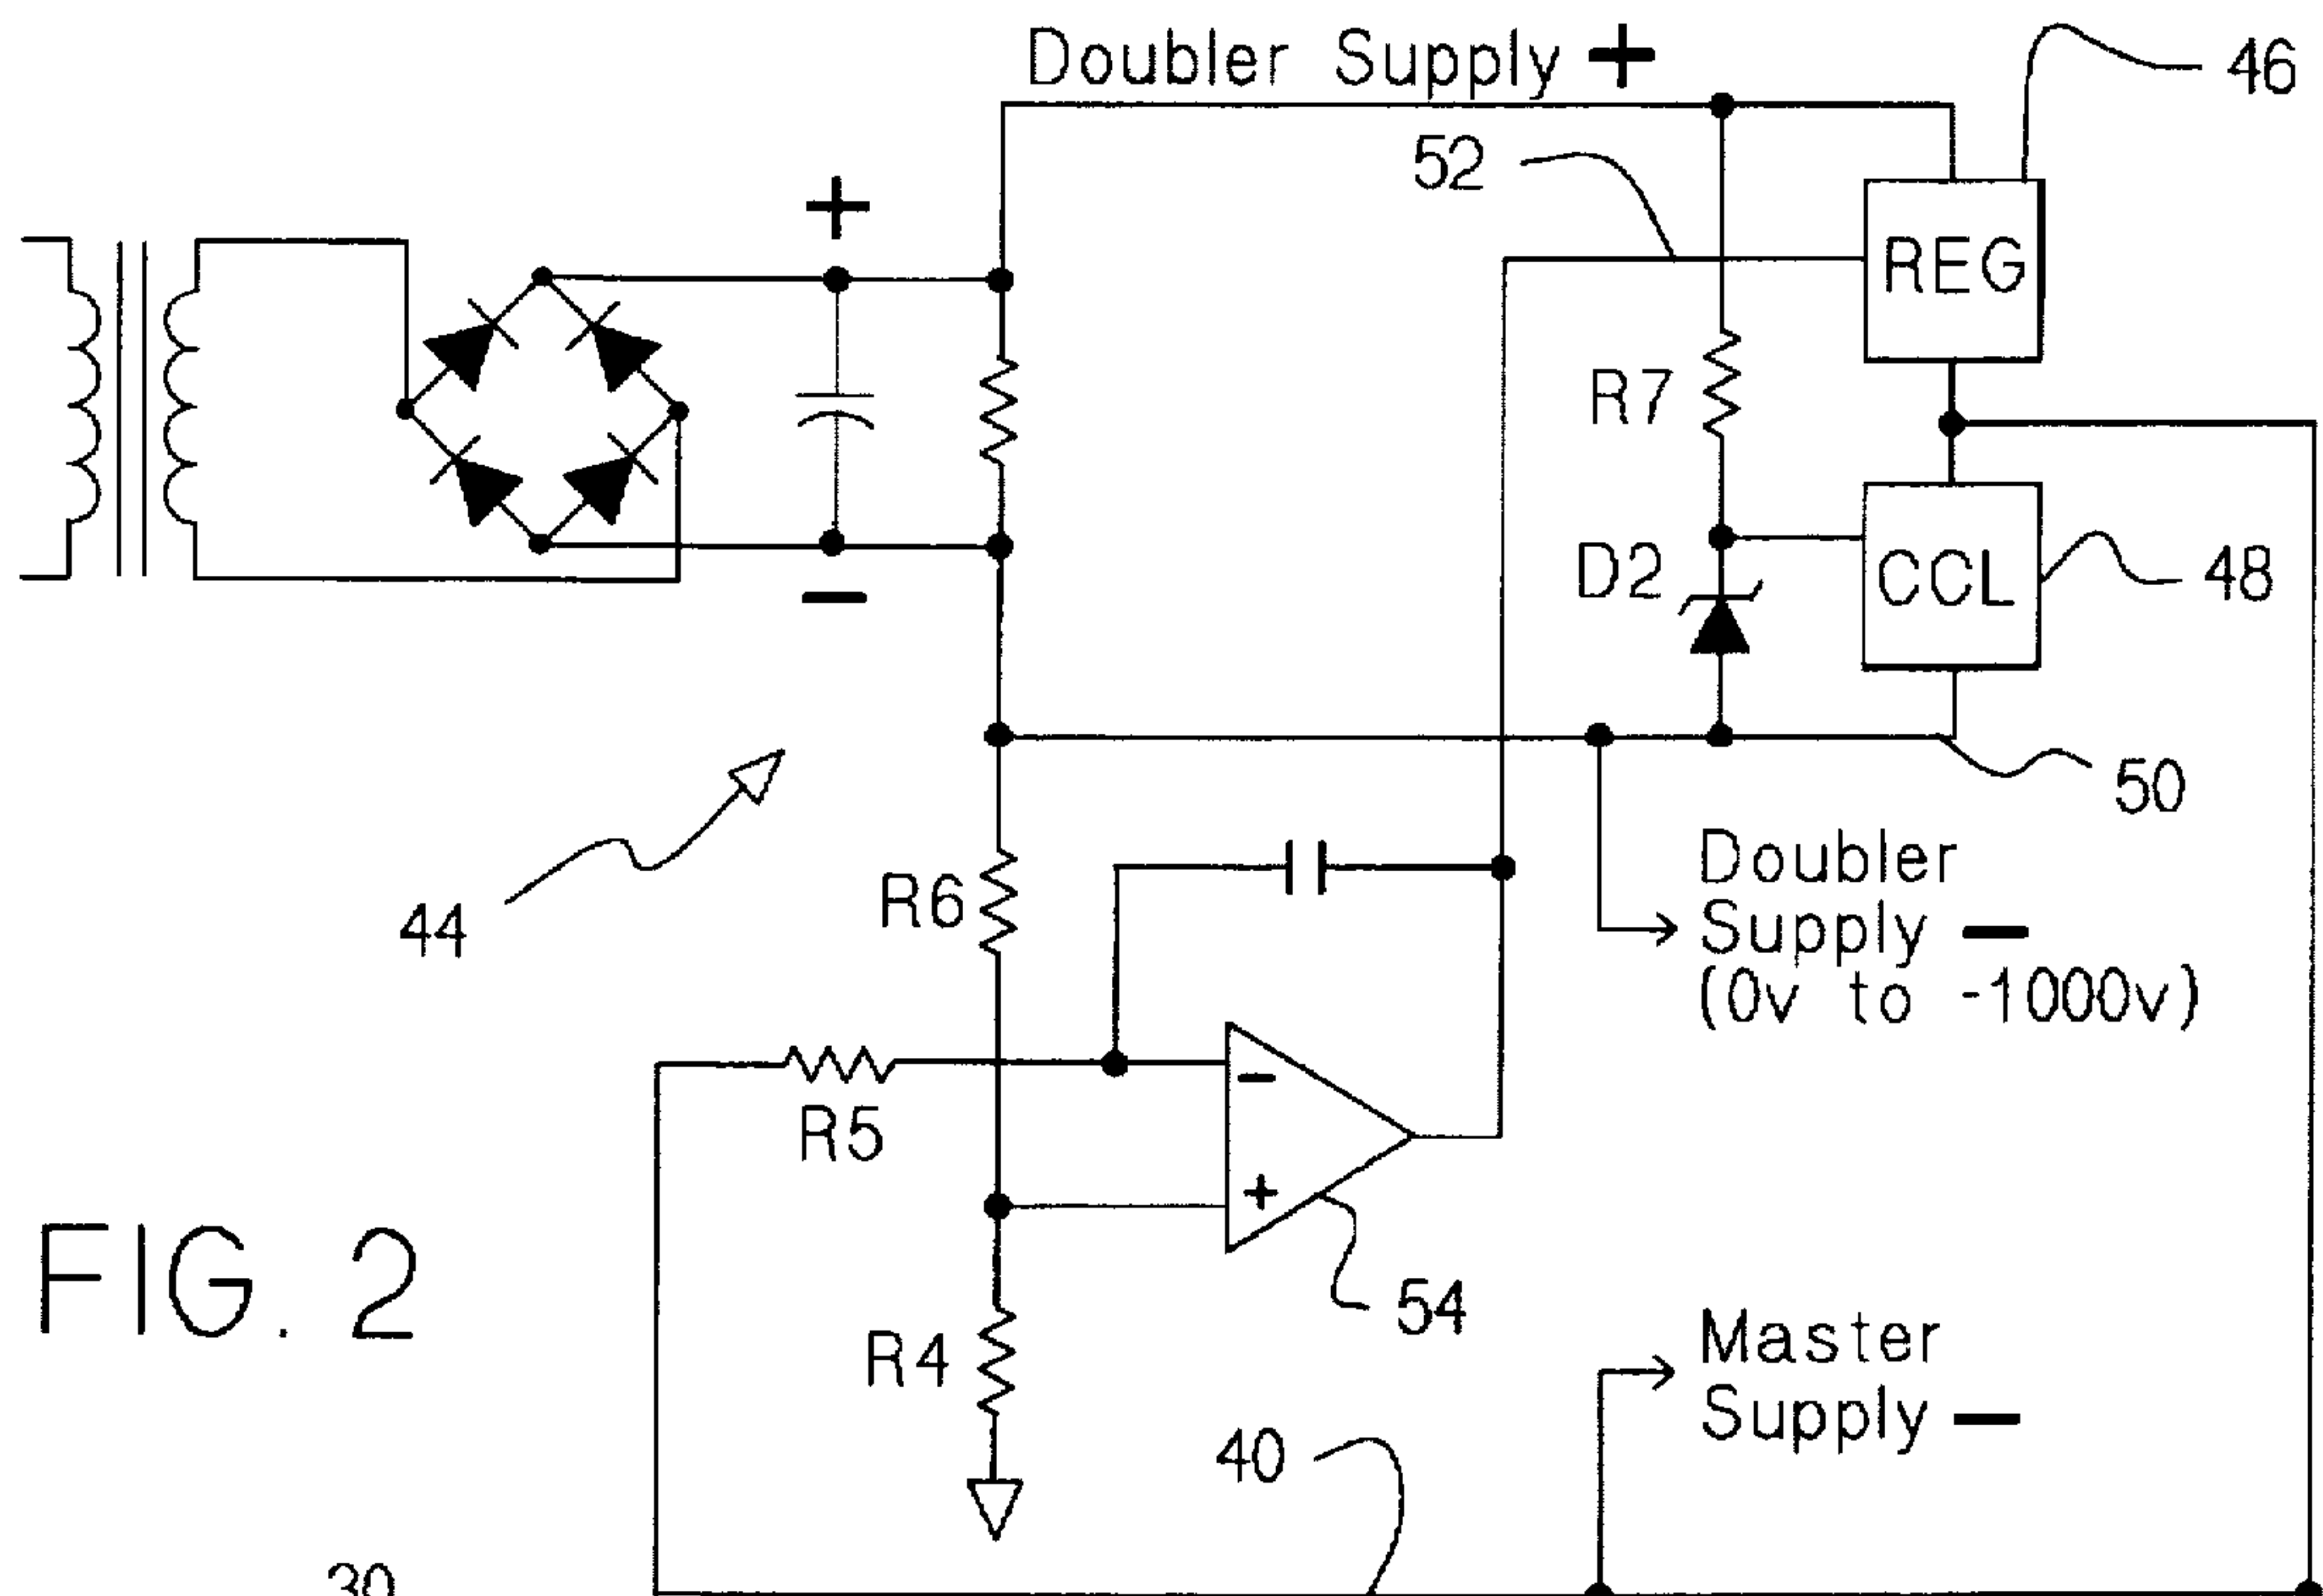 Doubler Supply +
46
52
+
REG
R7
D2
CCL
48
−
50
44
R6
Doubler
Supply −
(0v to -1000v)
−
R5
+
54
FIG. 2
R4
Master
Supply −
40
30